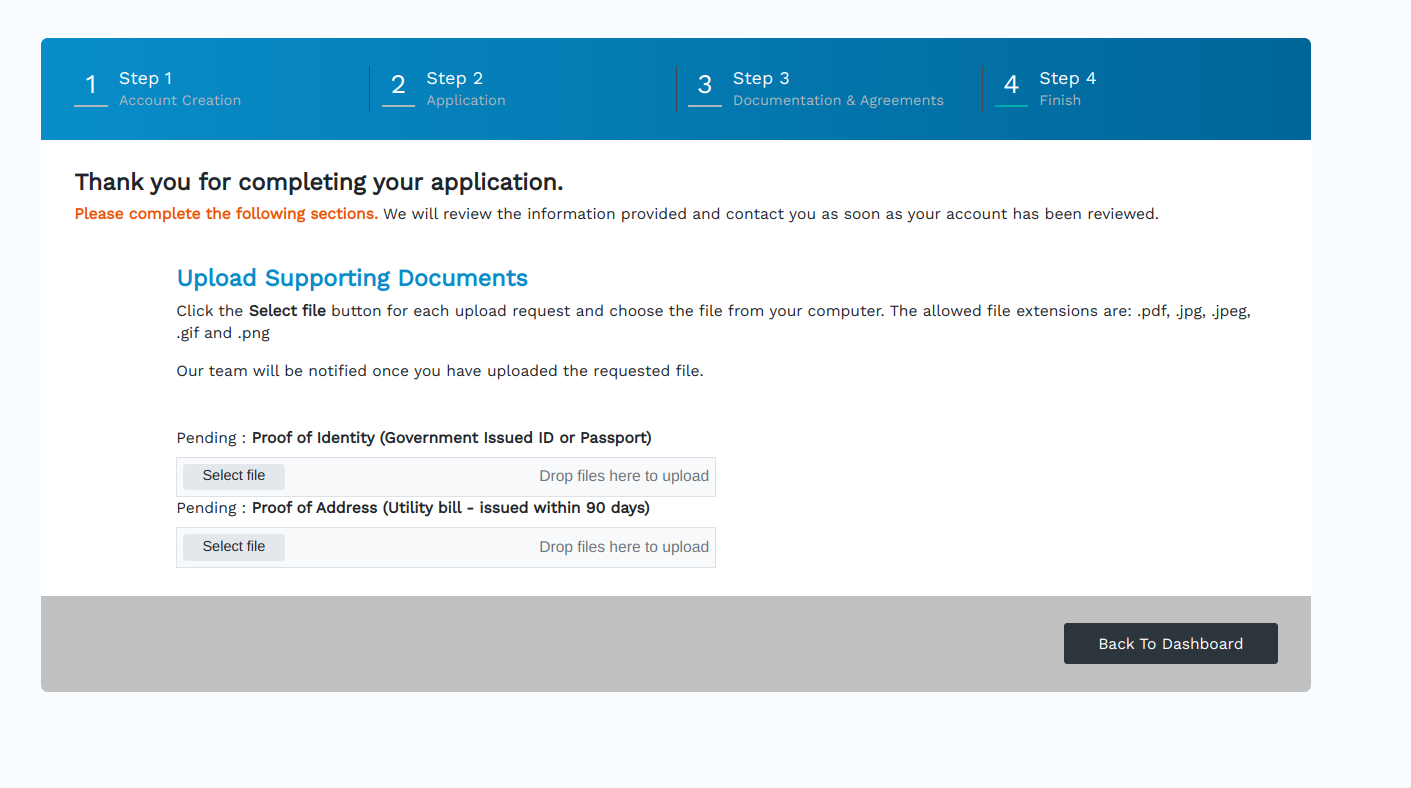 1 Step 1
Account Creation
2 Step 2
Application
3 Step 3
Documentation & Agreements
4 Step 4
Finish
Thank you for completing your application.
Please complete the following sections. We will review the information provided and contact you as soon as your account has been reviewed.
Upload Supporting Documents
Click the Select file button for each upload request and choose the file from your computer. The allowed file extensions are: .pdf, .jpg, .jpeg,
.gif and .png
Our team will be notified once you have uploaded the requested file.
Pending : Proof of Identity (Government Issued ID or Passport)
Select file Drop files here to upload
Pending : Proof of Address (Utility bill - issued within 90 days)
Select file Drop files here to upload
Back To Dashboard